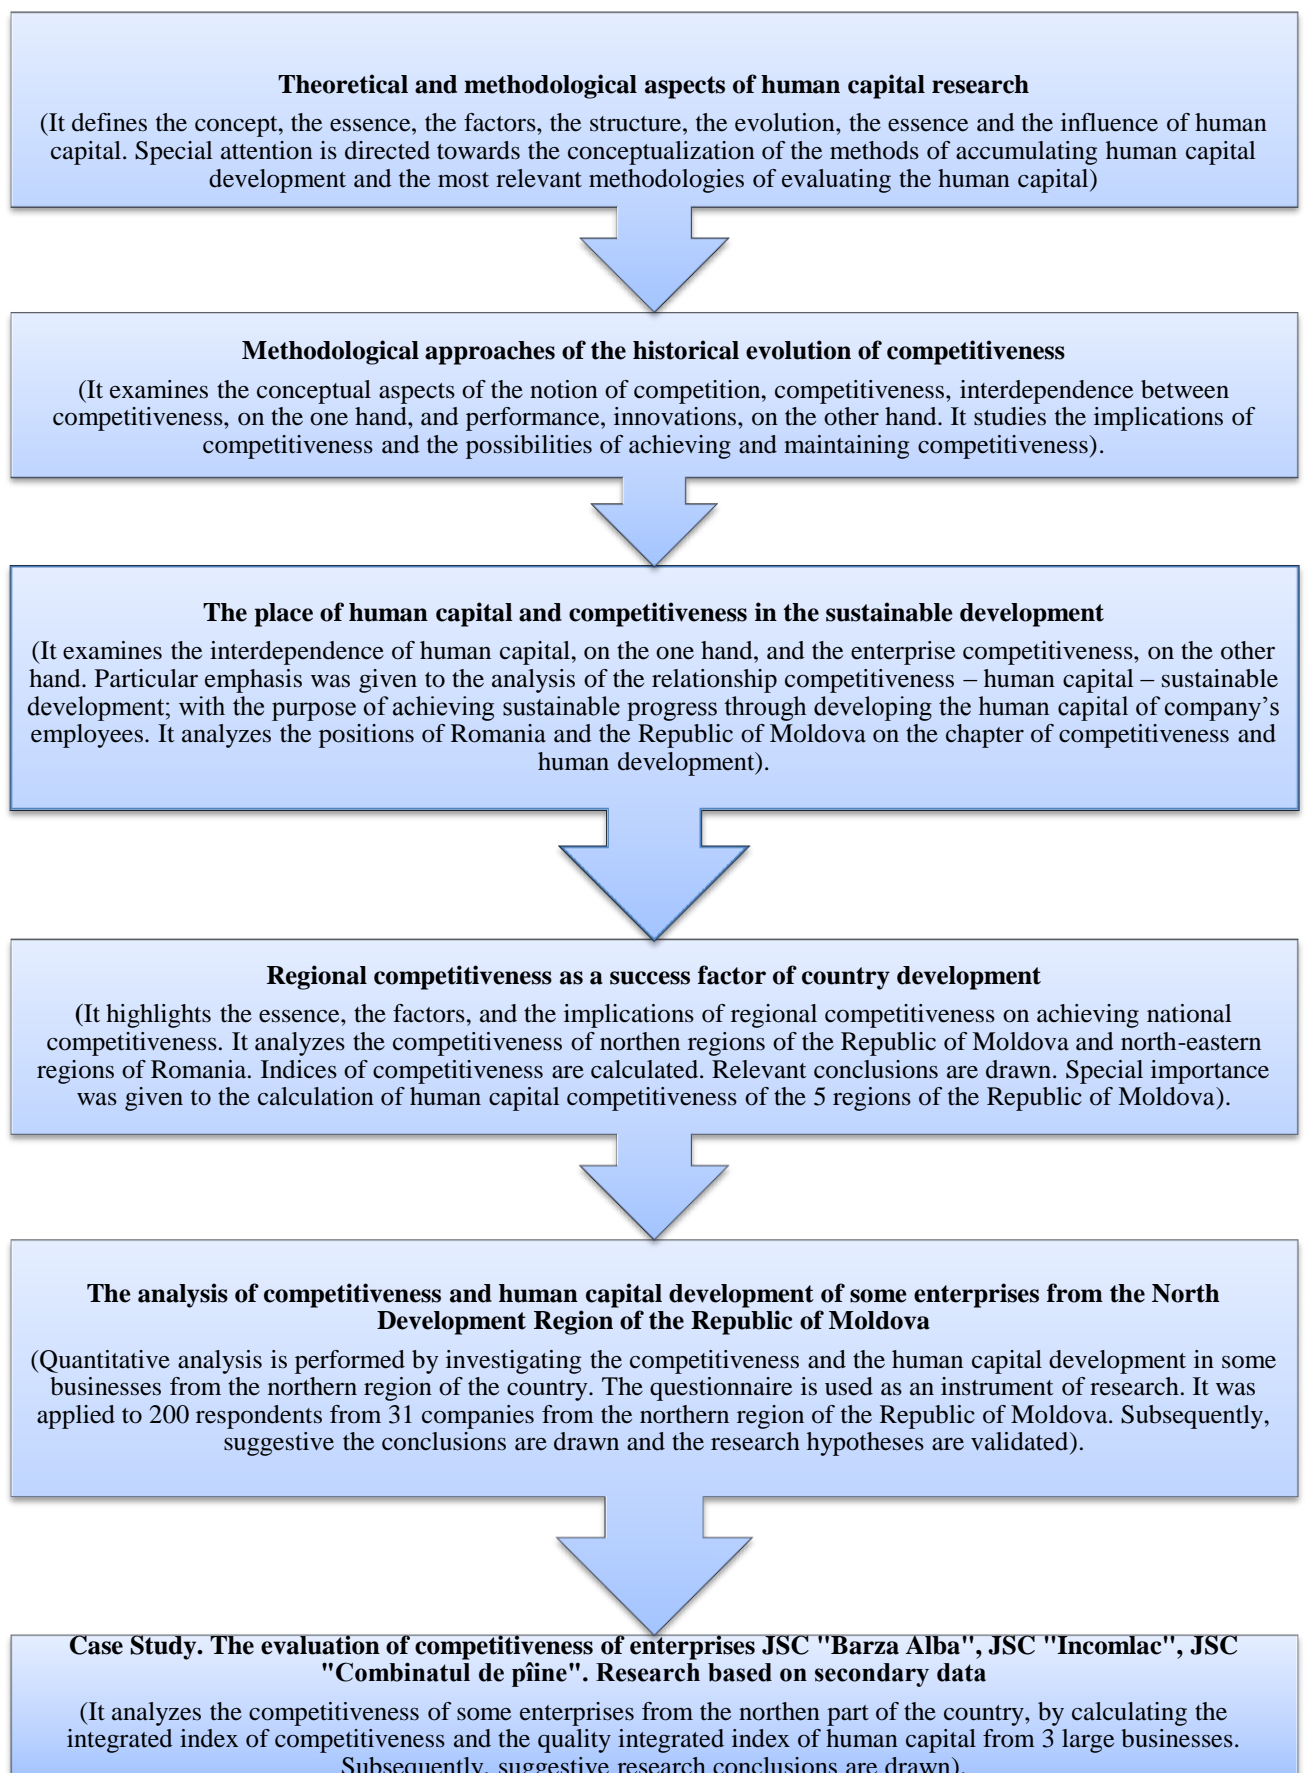 Theoretical and methodological aspects of human capital research
(It defines the concept, the essence, the factors, the structure, the evolution, the essence and the influence of human
capital. Special attention is directed towards the conceptualization of the methods of accumulating human capital
development and the most relevant methodologies of evaluating the human capital)
Methodological approaches of the historical evolution of competitiveness
(It examines the conceptual aspects of the notion of competition, competitiveness, interdependence between
competitiveness, on the one hand, and performance, innovations, on the other hand. It studies the implications of
competitiveness and the possibilities of achieving and maintaining competitiveness).
The place of human capital and competitiveness in the sustainable development
(It examines the interdependence of human capital, on the one hand, and the enterprise competitiveness, on the other
hand. Particular emphasis was given to the analysis of the relationship competitiveness – human capital – sustainable
development; with the purpose of achieving sustainable progress through developing the human capital of company’s
employees. It analyzes the positions of Romania and the Republic of Moldova on the chapter of competitiveness and
human development).
Regional competitiveness as a success factor of country development
(It highlights the essence, the factors, and the implications of regional competitiveness on achieving national
competitiveness. It analyzes the competitiveness of northen regions of the Republic of Moldova and north-eastern
regions of Romania. Indices of competitiveness are calculated. Relevant conclusions are drawn. Special importance
was given to the calculation of human capital competitiveness of the 5 regions of the Republic of Moldova).
The analysis of competitiveness and human capital development of some enterprises from the North
Development Region of the Republic of Moldova
(Quantitative analysis is performed by investigating the competitiveness and the human capital development in some
businesses from the northern region of the country. The questionnaire is used as an instrument of research. It was
applied to 200 respondents from 31 companies from the northern region of the Republic of Moldova. Subsequently,
suggestive the conclusions are drawn and the research hypotheses are validated).
Case Study. The evaluation of competitiveness of enterprises JSC "Barza Alba", JSC "Incomlac", JSC
"Combinatul de pîine". Research based on secondary data
(It analyzes the competitiveness of some enterprises from the northen part of the country, by calculating the
integrated index of competitiveness and the quality integrated index of human capital from 3 large businesses.
Subsequently, suggestive research conclusions are drawn).